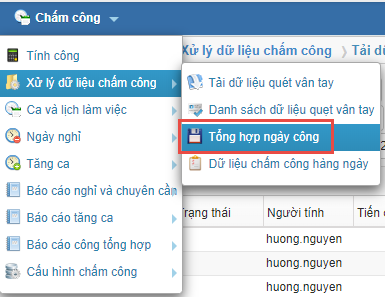 Chấm công
Tính công
Xử lý dữ liệu chấm công
Ca và lịch làm việc
Ngày nghỉ
Tăng ca
Báo cáo nghỉ và chuyên cần
Báo cáo tăng ca
Báo cáo công tổng hợp
Cấu hình chấm công
Xử lý dữ liệu chấm công
Tải dữ
Tải dữ liệu quét vân tay
Danh sách dữ liệu quẹt vân tay
Tổng hợp ngày công
Dữ liệu chấm công hàng ngày
Trạng thái
Người tính
Tiến
huong.nguyen
huong.nguyen
huong.nguyen